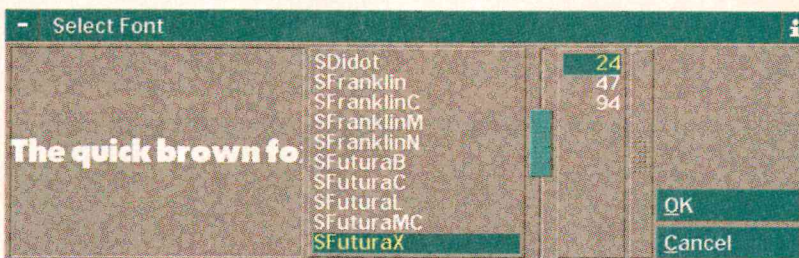 - Select Font i
The quick brown fo
SDidot
SFranklin
SFranklinC
SFranklinM
SFranklinN
SFuturaB
SFuturaC
SFuturaL
SFuturaMC
SFuturaX
24
47
94
OK
Cancel